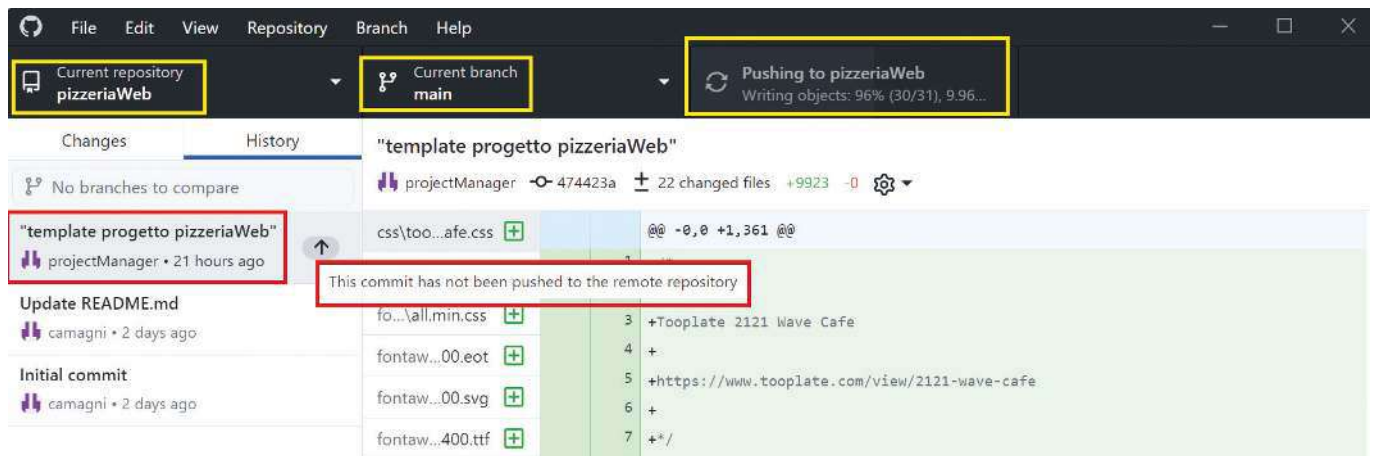 File Edit View Repository Branch Help
Current repository
pizzeriaWeb
Current branch
main
Pushing to pizzeriaWeb
Writing objects: 96% (30/31), 9.96...
Changes History
No branches to compare
"template progetto pizzeriaWeb"
projectManager • 21 hours ago
Update README.md
camagni • 2 days ago
Initial commit
camagni • 2 days ago
"template progetto pizzeriaWeb"
projectManager 474423a 22 changed files +9923 -0
css\too...afe.css
This commit has not been pushed to the remote repository
fo...\all.min.css
fontaw...00.eot
fontaw...00.svg
fontaw...400.ttf
@@ -0,0 +1,361 @@
3 +Tooplate 2121 Wave Cafe
4 +
5 +https://www.tooplate.com/view/2121-wave-cafe
6 +
7 +*/